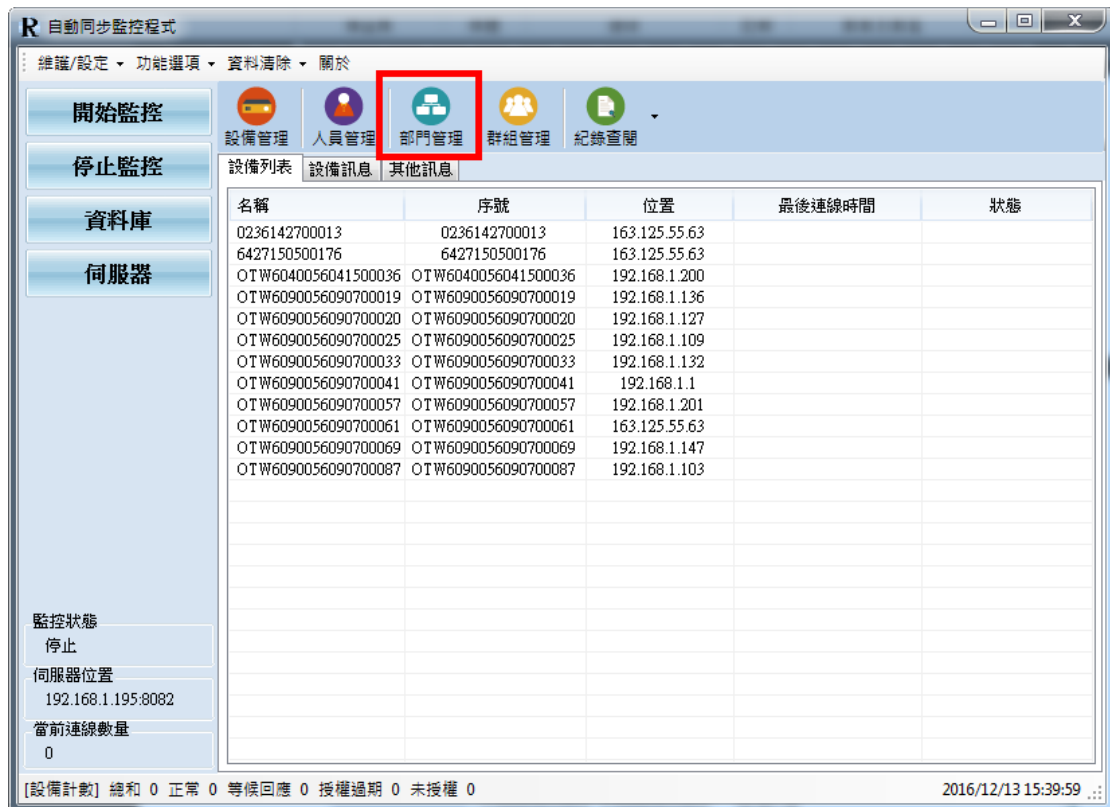 R 自動同步監控程式
維護/設定 功能選項 資料清除 關於
開始監控
停止監控
資料庫
伺服器
設備管理 人員管理 部門管理 群組管理 紀錄查閱
設備列表 設備訊息 其他訊息
名稱 序號 位置 最後連線時間 狀態
0236142700013 0236142700013 163.125.55.63
6427150500176 6427150500176 163.125.55.63
OTW6040056041500036 OTW6040056041500036 192.168.1.200
OTW6090056090700019 OTW6090056090700019 192.168.1.136
OTW6090056090700020 OTW6090056090700020 192.168.1.127
OTW6090056090700025 OTW6090056090700025 192.168.1.109
OTW6090056090700033 OTW6090056090700033 192.168.1.132
OTW6090056090700041 OTW6090056090700041 192.168.1.1
OTW6090056090700057 OTW6090056090700057 192.168.1.201
OTW6090056090700061 OTW6090056090700061 163.125.55.63
OTW6090056090700069 OTW6090056090700069 192.168.1.147
OTW6090056090700087 OTW6090056090700087 192.168.1.103
監控狀態
停止
伺服器位置
192.168.1.195:8082
當前連線數量
0
[設備計數] 總和 0 正常 0 等候回應 0 授權過期 0 未授權 0 2016/12/13 15:39:59